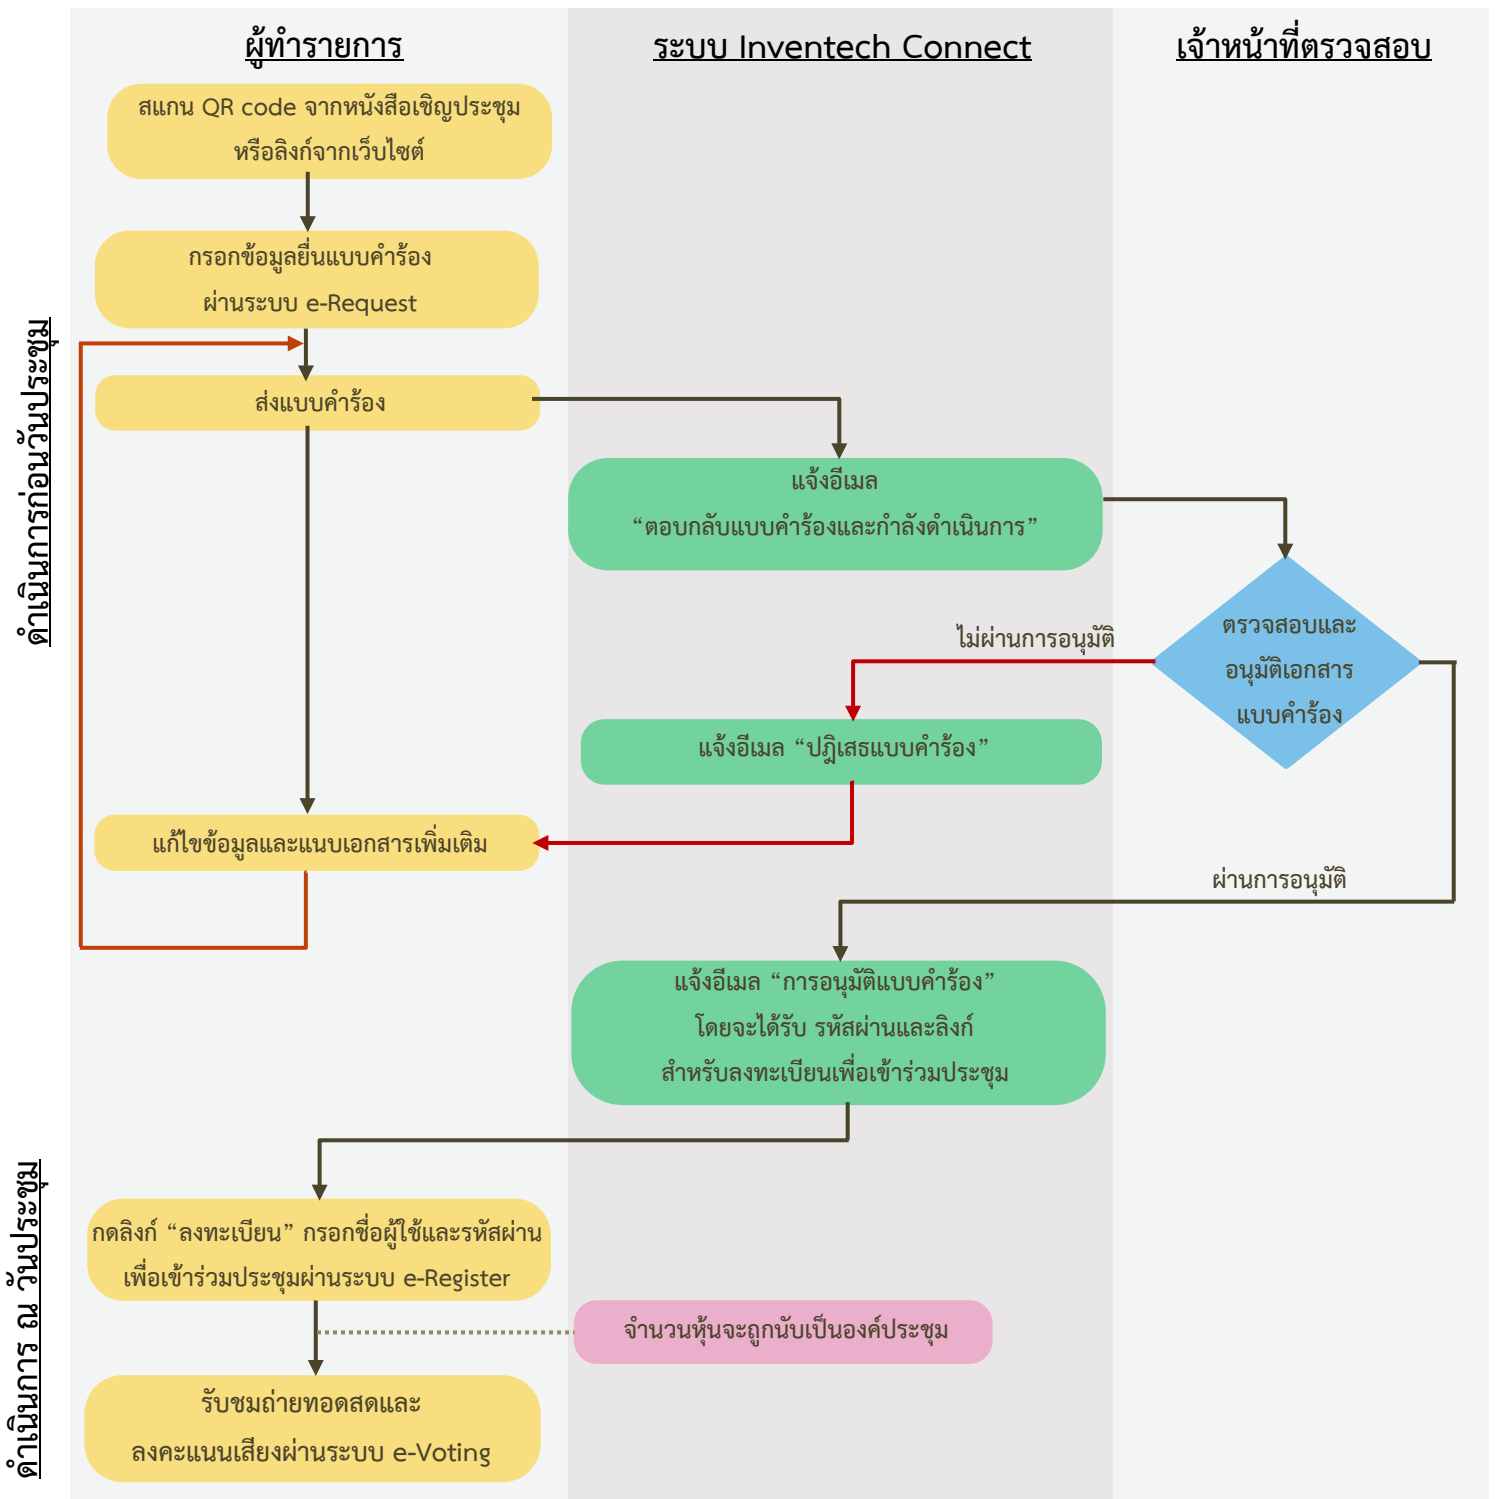 ผู้ทำรายการ
ระบบ Inventech Connect
เจ้าหน้าที่ตรวจสอบ
ดำเนินการก่อนวันประชุม
สแกน QR code จากหนังสือเชิญประชุม
หรือลิงก์จากเว็บไซต์
กรอกข้อมูลยื่นแบบคำร้อง
ผ่านระบบ e-Request
ส่งแบบคำร้อง
แจ้งอีเมล
“ตอบกลับแบบคำร้องและกำลังดำเนินการ”
ตรวจสอบและ
อนุมัติเอกสาร
แบบคำร้อง
ไม่ผ่านการอนุมัติ
แจ้งอีเมล “ปฎิเสธแบบคำร้อง”
แก้ไขข้อมูลและแนบเอกสารเพิ่มเติม
ผ่านการอนุมัติ
แจ้งอีเมล “การอนุมัติแบบคำร้อง”
โดยจะได้รับ รหัสผ่านและลิงก์
สำหรับลงทะเบียนเพื่อเข้าร่วมประชุม
ดำเนินการ ณ วันประชุม
กดลิงก์ “ลงทะเบียน” กรอกชื่อผู้ใช้และรหัสผ่าน
เพื่อเข้าร่วมประชุมผ่านระบบ e-Register
จำนวนหุ้นจะถูกนับเป็นองค์ประชุม
รับชมถ่ายทอดสดและ
ลงคะแนนเสียงผ่านระบบ e-Voting